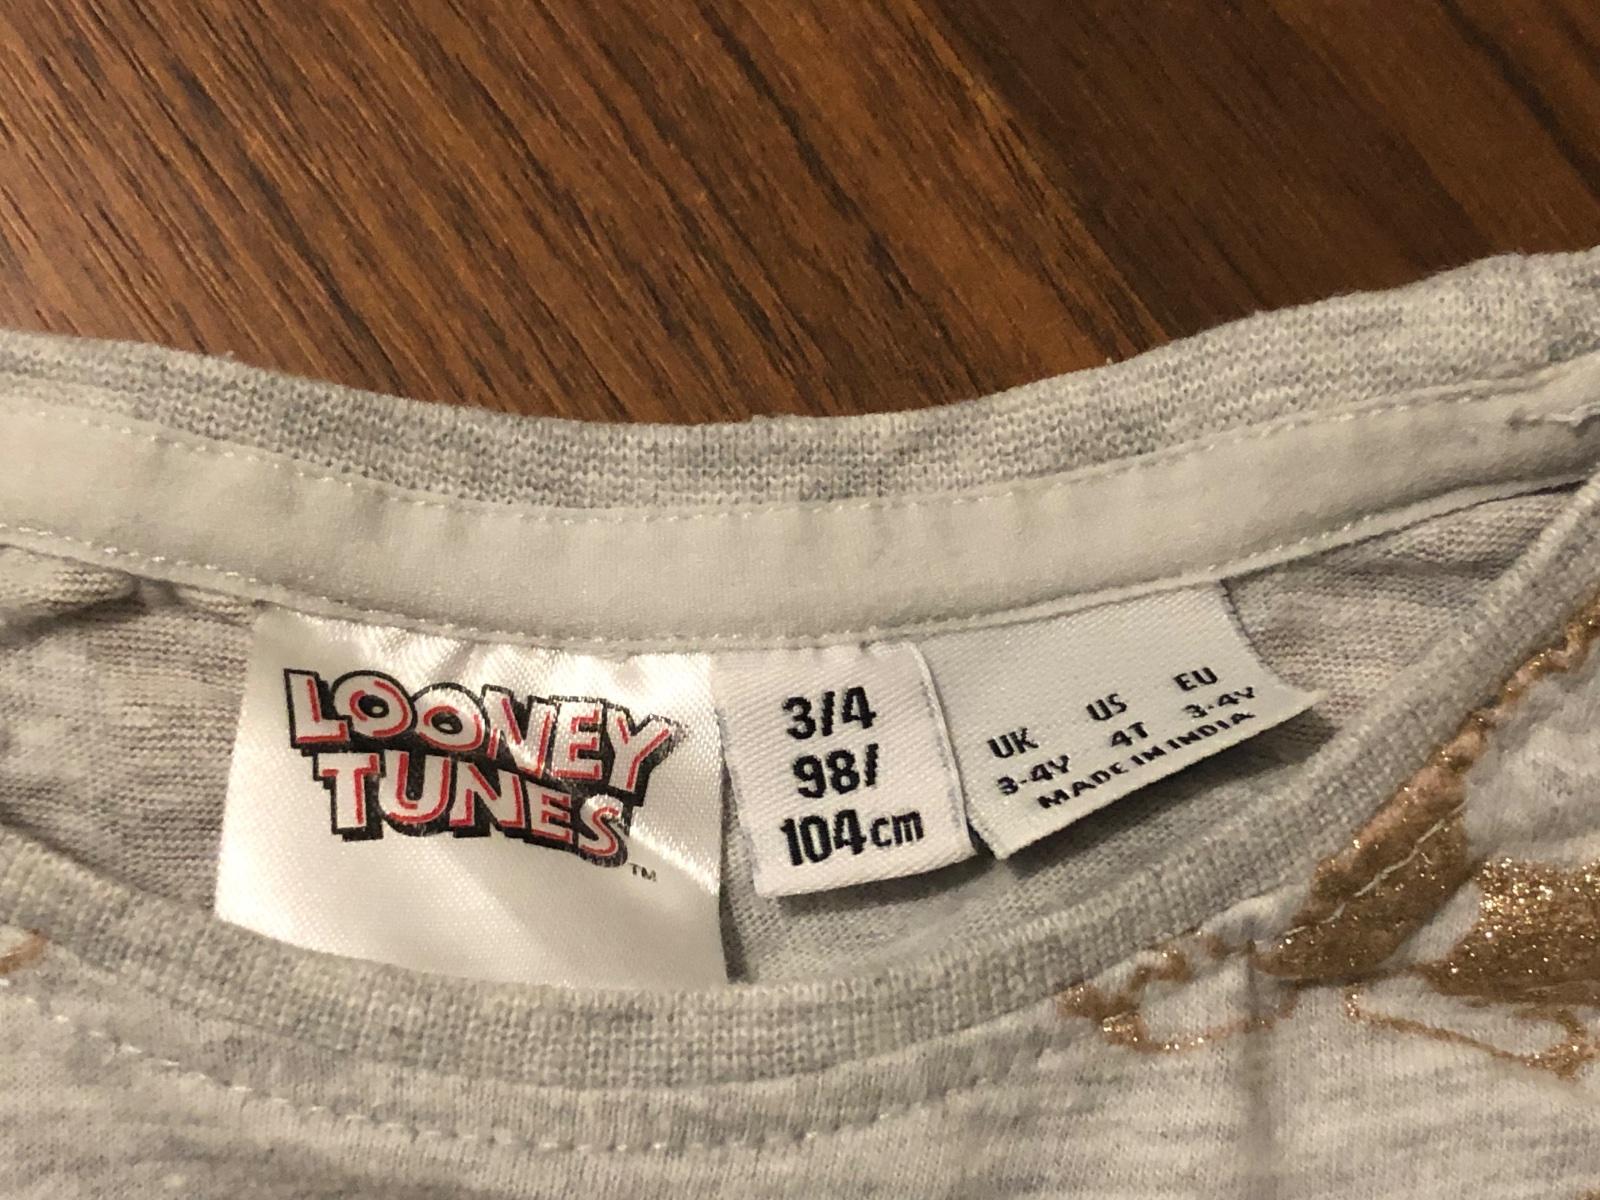 LOONEY
TUNES
TM
3/4
98/
104cm
UK US EU
3-4Y 4T 3-4Y
MADE IN INDIA